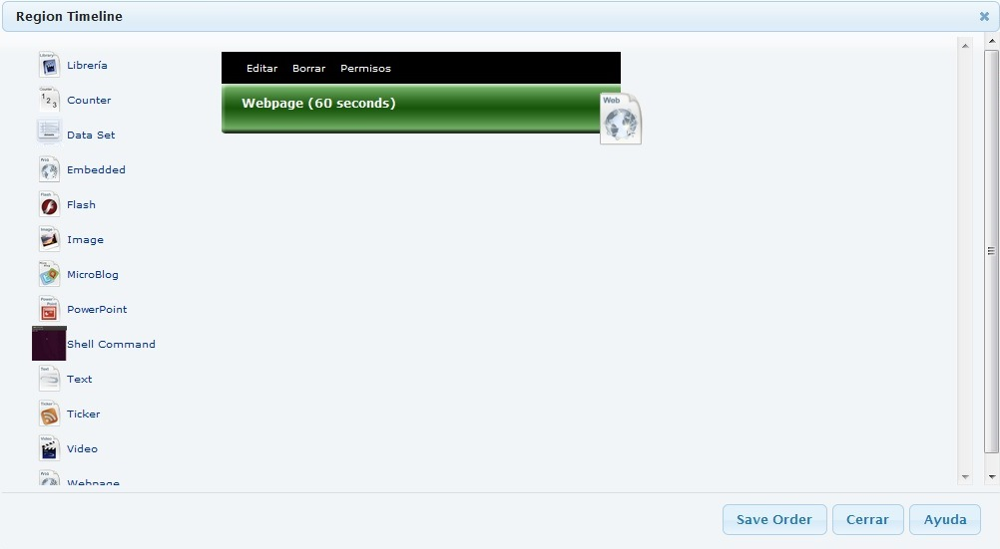 Region Timeline
Librería
Counter
Data Set
Embedded
Flash
Image
MicroBlog
PowerPoint
Shell Command
Text
Ticker
Video
Webpage
Editar Borrar Permisos
Webpage (60 seconds)
Web
Save Order Cerrar Ayuda